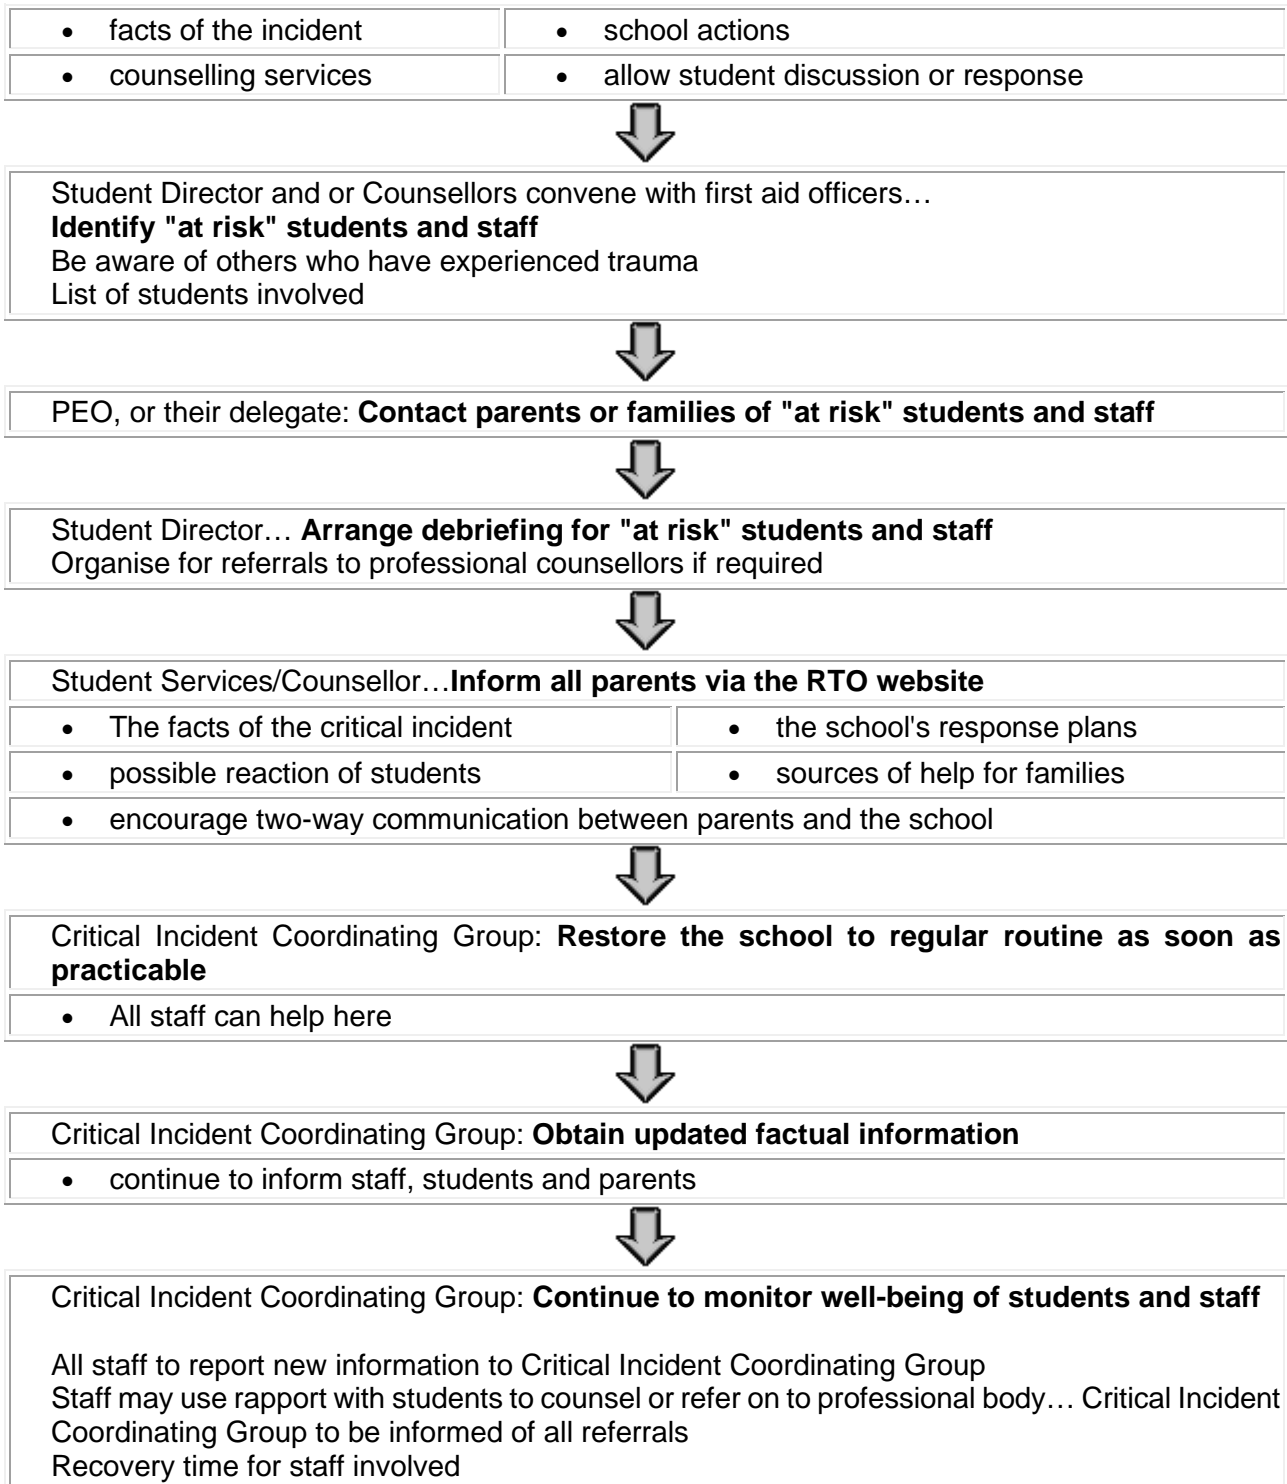 • facts of the incident
• school actions
• counselling services
• allow student discussion or response
Student Director and or Counsellors convene with first aid officers…
Identify "at risk" students and staff
Be aware of others who have experienced trauma
List of students involved
PEO, or their delegate: Contact parents or families of "at risk" students and staff
Student Director… Arrange debriefing for "at risk" students and staff
Organise for referrals to professional counsellors if required
Student Services/Counsellor…Inform all parents via the RTO website
• The facts of the critical incident
• the school's response plans
• possible reaction of students
• sources of help for families
• encourage two-way communication between parents and the school
Critical Incident Coordinating Group: Restore the school to regular routine as soon as
practicable
• All staff can help here
Critical Incident Coordinating Group: Obtain updated factual information
• continue to inform staff, students and parents
Critical Incident Coordinating Group: Continue to monitor well-being of students and staff
All staff to report new information to Critical Incident Coordinating Group
Staff may use rapport with students to counsel or refer on to professional body… Critical Incident
Coordinating Group to be informed of all referrals
Recovery time for staff involved